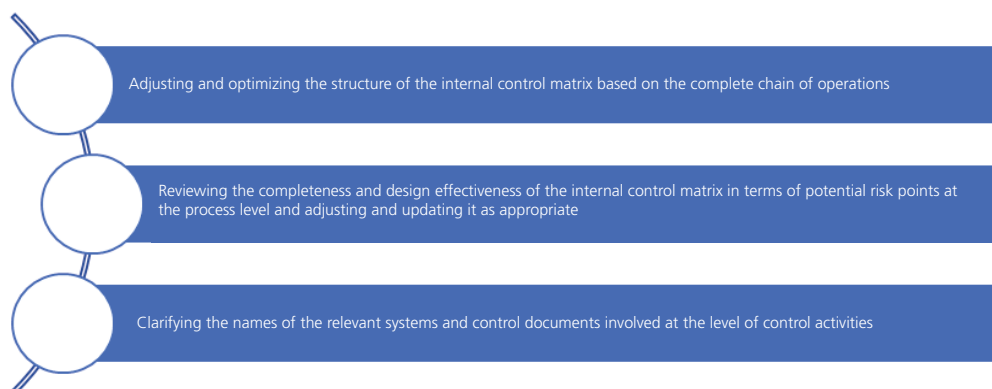 Adjusting and optimizing the structure of the internal control matrix based on the complete chain of operations
Reviewing the completeness and design effectiveness of the internal control matrix in terms of potential risk points at
the process level and adjusting and updating it as appropriate
Clarifying the names of the relevant systems and control documents involved at the level of control activities